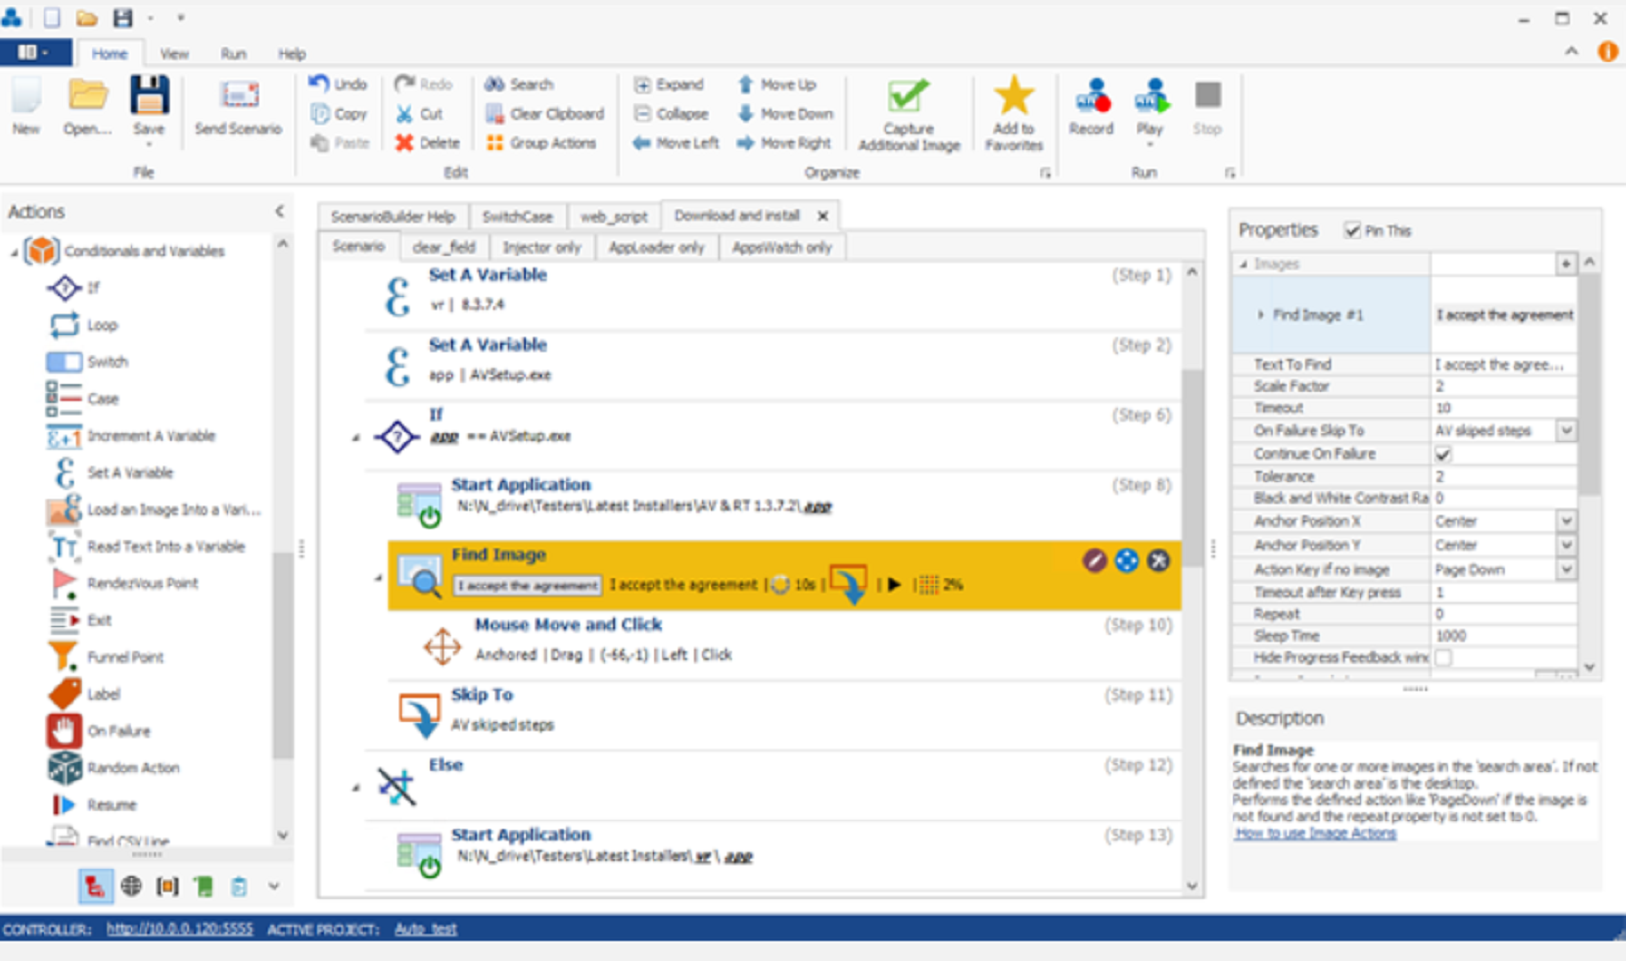 Home View Run Help
New Open... Save Send Scenario
File
Undo Redo Search
Copy Cut Clear Clipboard
Paste Delete Group Actions
Edit
Expand Move Up
Collapse Move Down
Move Left Move Right
Capture Additional Image
Add to Favorites
Organize
Record Play Stop
Run
Actions
Conditionals and Variables
If
Loop
Switch
Case
Increment A Variable
Set A Variable
Load an Image Into a Vari...
Read Text Into a Variable
RendezVous Point
Exit
Funnel Point
Label
On Failure
Random Action
Resume
Find CSV Line
ScenarioBuilder Help SwitchCase web_script Download and install
Scenario clear_field Injector only AppLoader only AppsWatch only
Set A Variable (Step 1)
vr | 8.3.7.4
Set A Variable (Step 2)
app | AVSetup.exe
If (Step 6)
app == AVSetup.exe
Start Application (Step 8)
N:\N_drive\Testers\Latest Installers\AV & RT 1.3.7.2\ app
Find Image
I accept the agreement I accept the agreement | 10s | | | 2%
Mouse Move and Click (Step 10)
Anchored | Drag || (-66,-1) | Left | Click
Skip To (Step 11)
AV skiped steps
Else (Step 12)
Start Application (Step 13)
N:\N_drive\Testers\Latest Installers\ vr \ app
Properties Pin This
Images
Find Image #1 I accept the agreement
Text To Find I accept the agree...
Scale Factor 2
Timeout 10
On Failure Skip To AV skiped steps
Continue On Failure
Tolerance 2
Black and White Contrast Ra 0
Anchor Position X Center
Anchor Position Y Center
Action Key if no image Page Down
Timeout after Key press 1
Repeat 0
Sleep Time 1000
Hide Progress Feedback winc
Description
Find Image
Searches for one or more images in the 'search area'. If not
defined the 'search area' is the desktop.
Performs the defined action like 'PageDown' if the image is
not found and the repeat property is not set to 0.
How to use Image Actions
CONTROLLER: http://10.0.0.120:5555 ACTIVE PROJECT: Auto_test